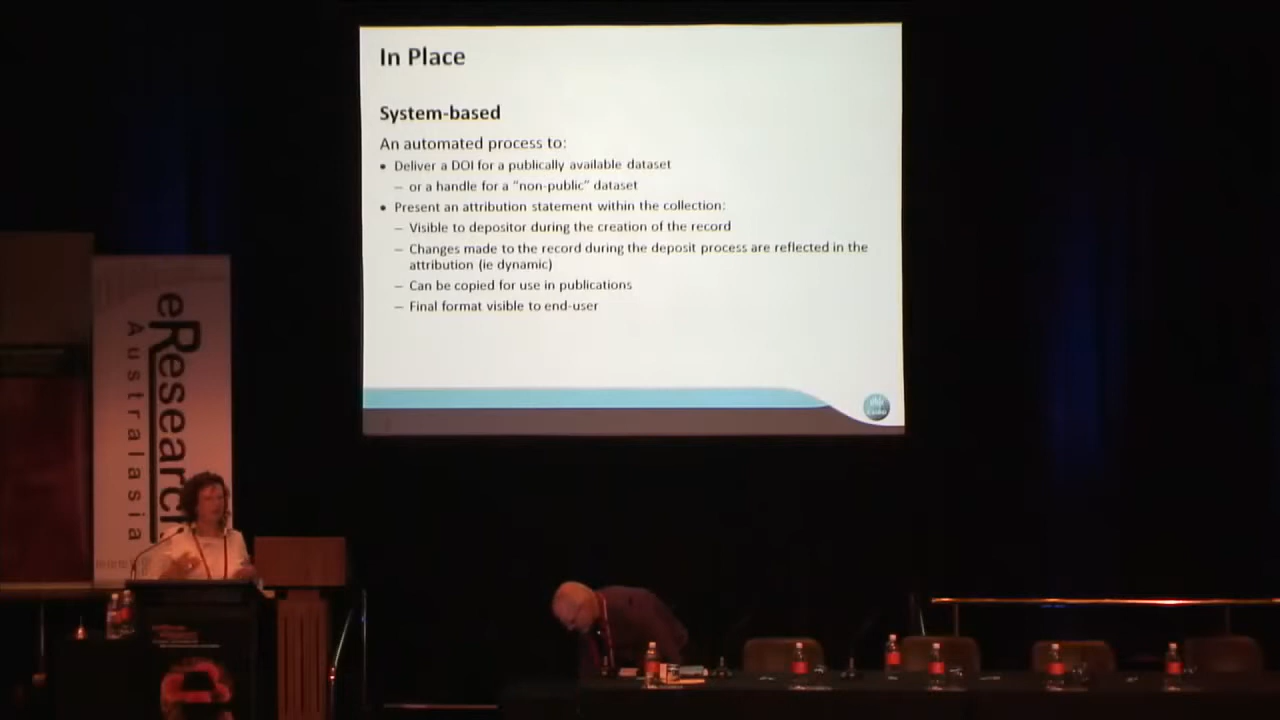 In Place
System-based
An automated process to:
• Deliver a DOI for a publically available dataset
– or a handle for a "non-public" dataset
• Present an attribution statement within the collection:
– Visible to depositor during the creation of the record
– Changes made to the record during the deposit process are reflected in the
attribution (ie dynamic)
– Can be copied for use in publications
– Final format visible to end-user
eResearch
Australasia